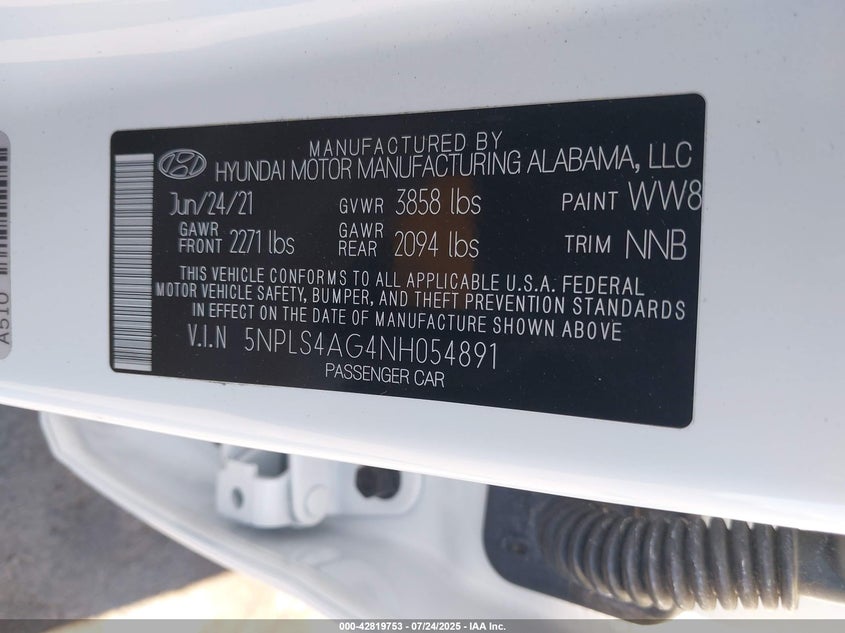 MANUFACTURED BY
HYUNDAI MOTOR MANUFACTURING ALABAMA, LLC
Jun/24/21 GVWR 3858 lbs PAINT WW8
GAWR FRONT 2271 lbs GAWR REAR 2094 lbs TRIM NNB
THIS VEHICLE CONFORMS TO ALL APPLICABLE U.S.A. FEDERAL
MOTOR VEHICLE SAFETY, BUMPER, AND THEFT PREVENTION STANDARDS
IN EFFECT ON THE DATE OF MANUFACTURE SHOWN ABOVE
V.I.N 5NPLS4AG4NH054891
PASSENGER CAR
A510
000-42819753 - 07/24/2025 - IAA Inc.